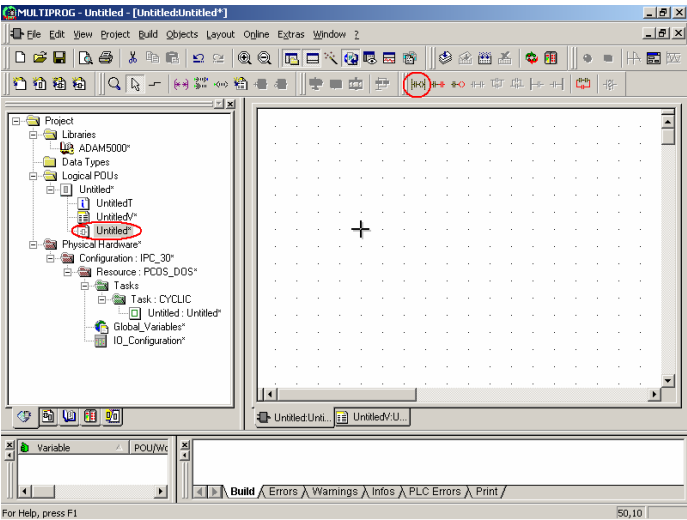 MULTIPROG - Untitled - [Untitled:Untitled*]
File Edit View Project Build Objects Layout Online Extras Window ?
Project
Libraries
ADAM5000*
Data Types
Logical POUs
Untitled*
UntitledT
UntitledV*
Untitled*
Physical Hardware*
Configuration : IPC_30*
Resource : PCOS_DOS*
Tasks
Task : CYCLIC
Untitled : Untitled*
Global_Variables*
IO_Configuration*
Untitled:Unti... UntitledV:U...
Variable POU/Wo
Build Errors Warnings Infos PLC Errors Print
For Help, press F1 50,10